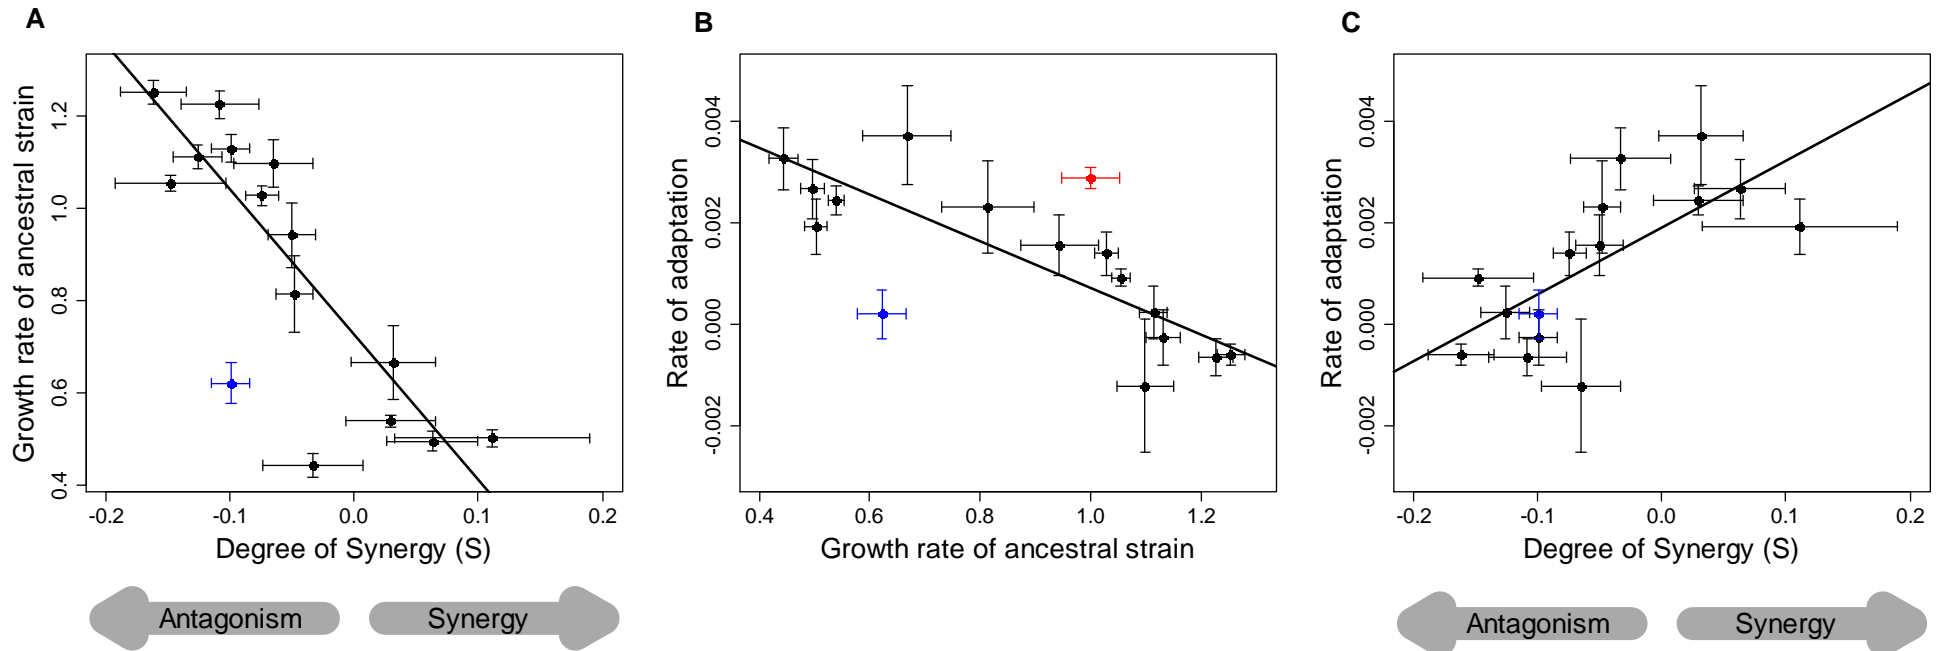 A
B
C
Growth rate of ancestral strain
0.4
0.6
0.8
1.0
1.2
-0.2
-0.1
0.0
0.1
0.2
Degree of Synergy (S)
Antagonism
Synergy
Rate of adaptation
-0.002
0.000
0.002
0.004
0.4
0.6
0.8
1.0
1.2
Growth rate of ancestral strain
Rate of adaptation
-0.002
0.000
0.002
0.004
-0.2
-0.1
0.0
0.1
0.2
Degree of Synergy (S)
Antagonism
Synergy